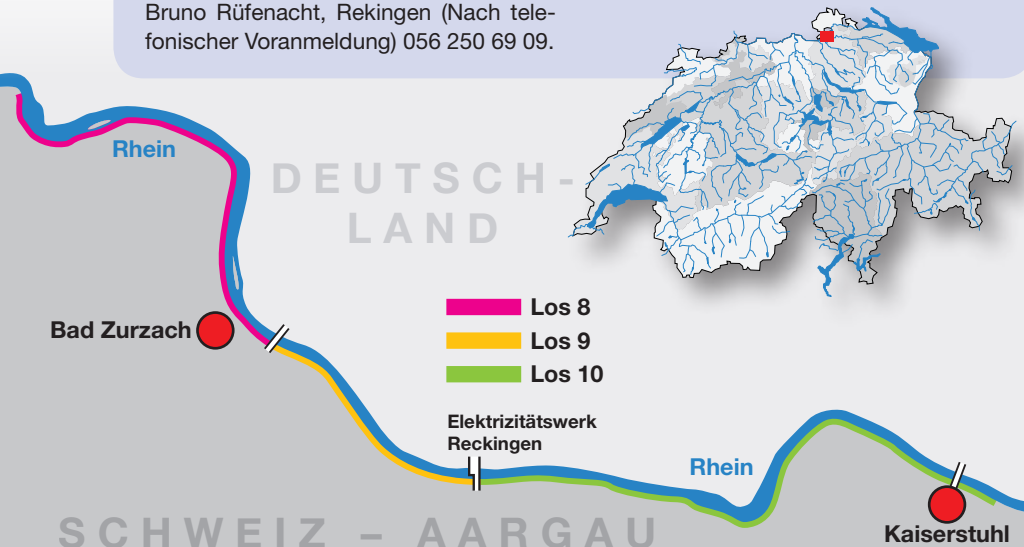 Bruno Rüfenacht, Rekingen (Nach tele-
fonischer Voranmeldung) 056 250 69 09.
Rhein
DEUTSCH-
LAND
Los 8
Bad Zurzach
Los 9
Los 10
Elektrizitätswerk
Reckingen
Rhein
SCHWEIZ – AARGAU
Kaiserstuhl